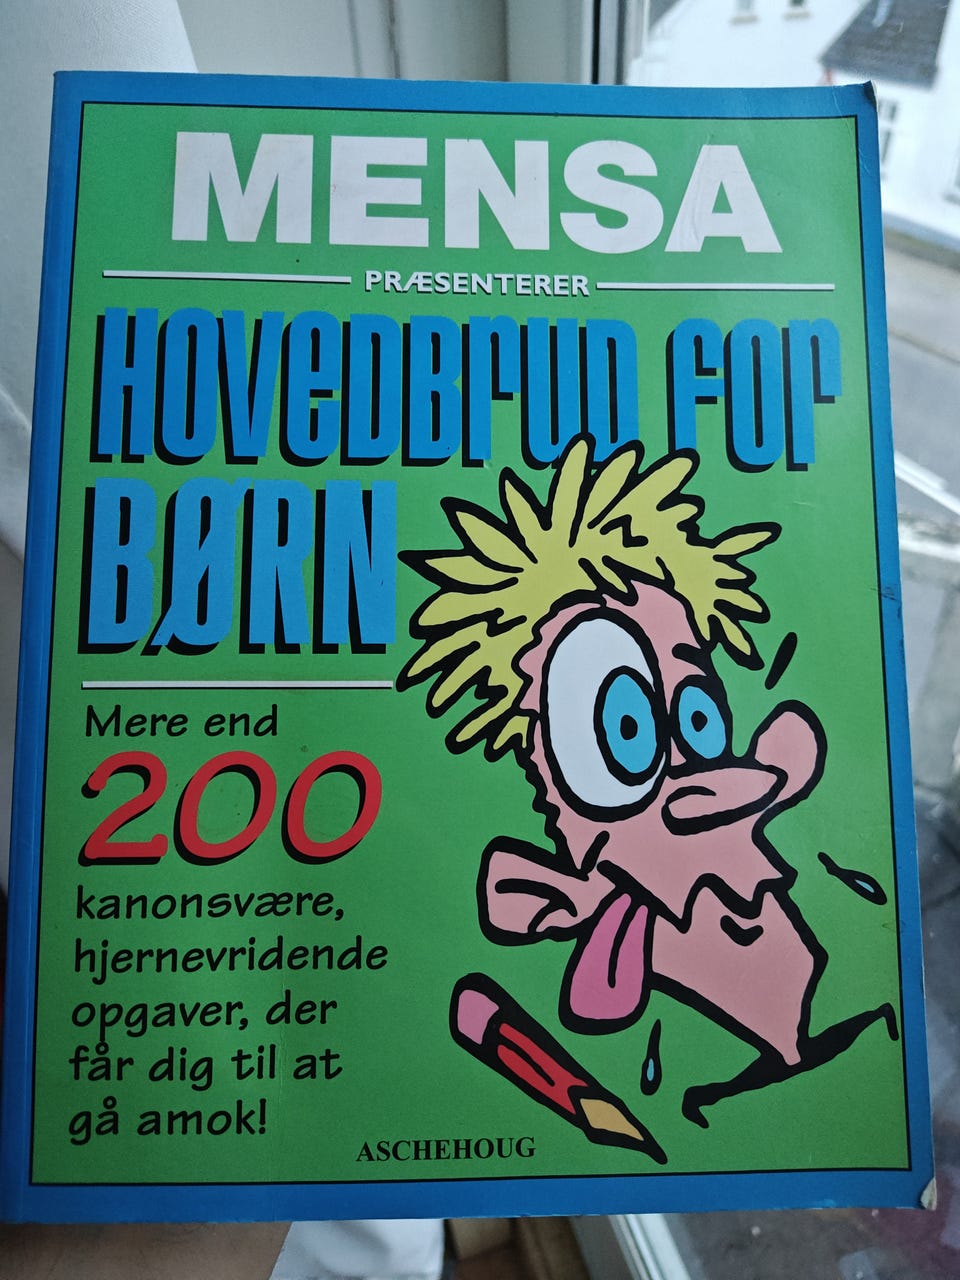 MENSA
PRÆSENTERER
HOVEDBRUD FOR
BØRN
Mere end
200
kanonsvære,
hjernevridende
opgaver, der
får dig til at
gå amok!
ASCHEHOUG